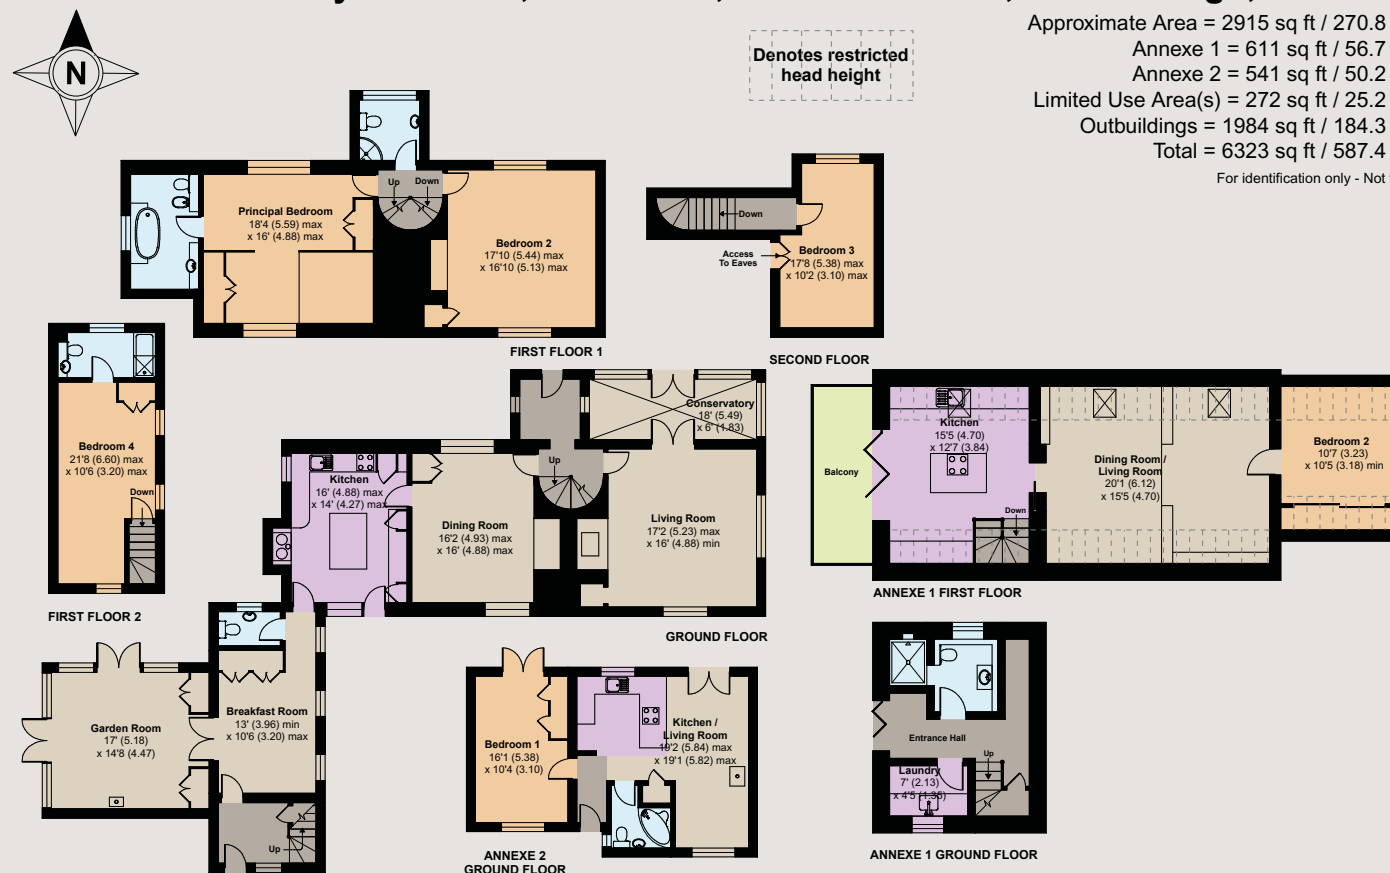 Approximate Area = 2915 sq ft / 270.8
Annexe 1 = 611 sq ft / 56.7
Annexe 2 = 541 sq ft / 50.2
Limited Use Area(s) = 272 sq ft / 25.2
Outbuildings = 1984 sq ft / 184.3
Total = 6323 sq ft / 587.4
For identification only - Not
N
Denotes restricted
head height
Principal Bedroom
18'4 (5.59) max
x 16' (4.88) max
Up
Down
Bedroom 2
17'10 (5.44) max
x 16'10 (5.13) max
FIRST FLOOR 1
Down
Access
To Eaves
Bedroom 3
17'8 (5.38) max
x 10'2 (3.10) max
SECOND FLOOR
Bedroom 4
21'8 (6.60) max
x 10'6 (3.20) max
Down
FIRST FLOOR 2
Kitchen
16' (4.88) max
x 14' (4.27) max
Dining Room
16'2 (4.93) max
x 16' (4.88) max
Up
Conservatory
18' (5.49)
x 6' (1.83)
Living Room
17'2 (5.23) max
x 16' (4.88) min
GROUND FLOOR
Balcony
Kitchen
15'5 (4.70)
x 12'7 (3.84)
Down
Dining Room /
Living Room
20'1 (6.12)
x 15'5 (4.70)
Bedroom 2
10'7 (3.23)
x 10'5 (3.18) min
ANNEXE 1 FIRST FLOOR
Garden Room
17' (5.18)
x 14'8 (4.47)
Breakfast Room
13' (3.96) min
x 10'6 (3.20) max
Up
Bedroom 1
16'1 (5.38)
x 10'4 (3.10)
Kitchen /
Living Room
19'2 (5.84) max
x 19'1 (5.82) max
ANNEXE 2
GROUND FLOOR
Entrance Hall
Up
Laundry
7' (2.13)
x 4'5 (1.35)
ANNEXE 1 GROUND FLOOR